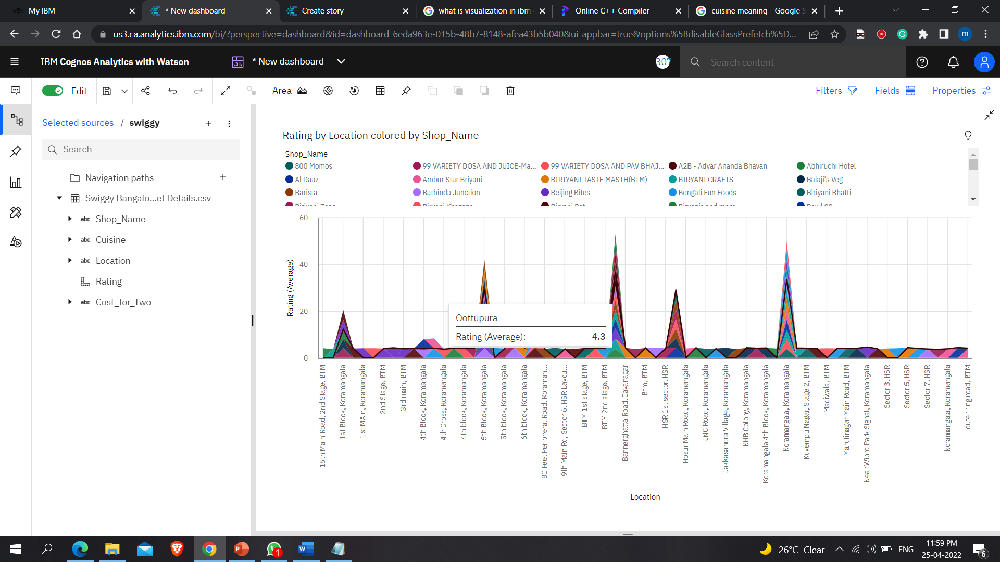 My IBM
* New dashboard
Create story
what is visualization in ibm
Online C++ Compiler
cuisine meaning - Google S
us3.ca.analytics.ibm.com/bi/?perspective=dashboard&id=dashboard_6eda963e-015b-48b7-8148-afea43b5b040&ui_appbar=true&options%5BdisableGlassPrefetch%5D...
m
IBM Cognos Analytics with Watson
* New dashboard
307
Search content
Edit
Area
Filters
Fields
Properties
Selected sources / swiggy
Search
Navigation paths
Swiggy Bangalo...et Details.csv
abc Shop_Name
abc Cuisine
abc Location
Rating
abc Cost_for_Two
Rating by Location colored by Shop_Name
Shop_Name
800 Momos
99 VARIETY DOSA AND JUICE-Ma...
99 VARIETY DOSA AND PAV BHAJ...
A2B - Adyar Ananda Bhavan
Abhiruchi Hotel
Al Daaz
Ambur Star Briyani
BIRIYANI TASTE MASTH(BTM)
BIRYANI CRAFTS
Balaji's Veg
Barista
Bathinda Junction
Beijing Bites
Bengali Fun Foods
Biriyani Bhatti
60
40
20
0
Rating (Average)
Oottupura
Rating (Average): 4.3
16th Main Road, 2nd Stage, BTM
1st Block, Koramangala
1st MAin, Koramangala
2nd Stage, BTM
3rd main, BTM
4th Block, Koramangala
4th Cross, Koramangala
4th block, Koramangala
5th Block, Koramangala
5th block, Koramangala
6th block, Koramangala
80 Feet Peripheral Road, Koraman...
9th Main Rd, Sector 6, HSR Layou...
BTM 1st stage, BTM
BTM 2nd stage, BTM
Bannerghatta Road, Jayanagar
Btm, BTM
HSR 1st sector, HSR
Hosur Main Road, Koramangala
JNC Road, Koramangala
Jakkasandra Village, Koramangala
KHB Colony, Koramangala
Koramangala 4th Block, Koramangala
Koramangala, Koramangala
Kuvempu Nagar, Stage 2, BTM
Madiwala, BTM
Marutinagar Main Road, BTM
Near Wipro Park Signal, Koramangala
Sector 3, HSR
Sector 5, HSR
Sector 7, HSR
koramangala, Koramangala
outer ring road, BTM
Location
1
26°C Clear
ENG
11:59 PM
25-04-2022
6